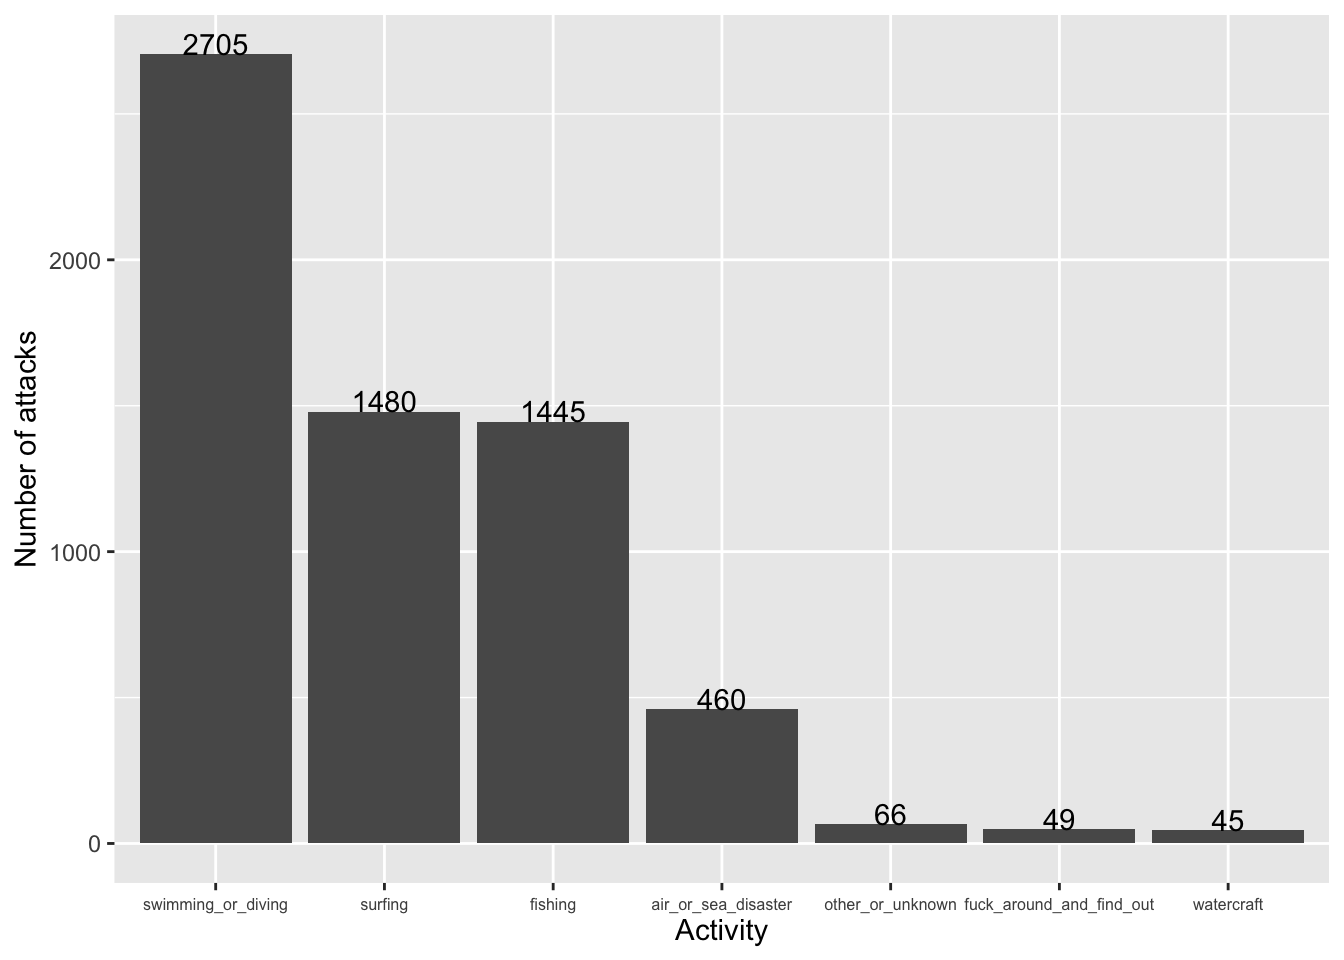 2705
1480
1445
460
66
49
45
2000
1000
0
Number of attacks
swimming_or_diving
surfing
fishing
air_or_sea_disaster
other_or_unknown
fuck_around_and_find_out
watercraft
Activity